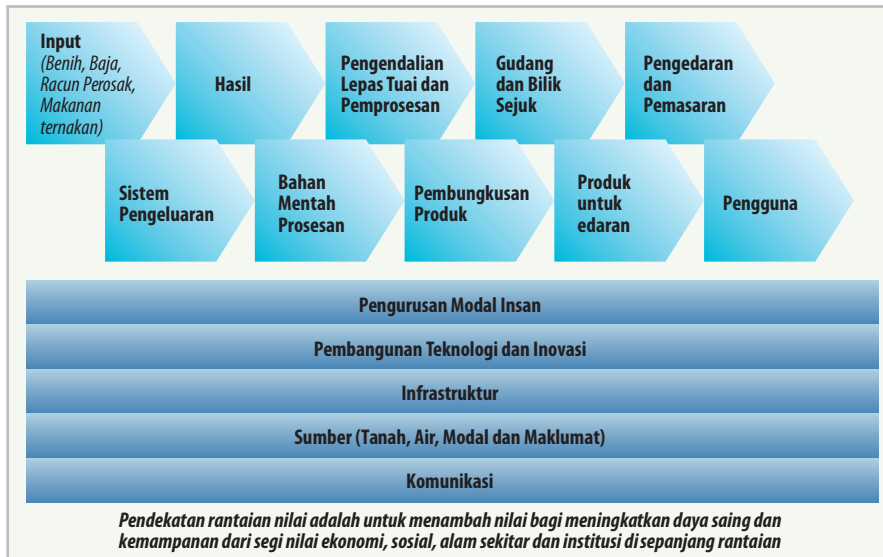 Input
(Benih, Baja,
Racun Perosak,
Makanan
ternakan)
Hasil
Pengendalian
Lepas Tuai dan
Pemprosesan
Gudang
dan Bilik
Sejuk
Pengedaran
dan
Pemasaran
Sistem
Pengeluaran
Bahan
Mentah
Prosesan
Pembungkusan
Produk
Produk
untuk
edaran
Pengguna
Pengurusan Modal Insan
Pembangunan Teknologi dan Inovasi
Infrastruktur
Sumber (Tanah, Air, Modal dan Maklumat)
Komunikasi
Pendekatan rantaian nilai adalah untuk menambah nilai bagi meningkatkan daya saing dan
kemampanan dari segi nilai ekonomi, sosial, alam sekitar dan institusi di sepanjang rantaian